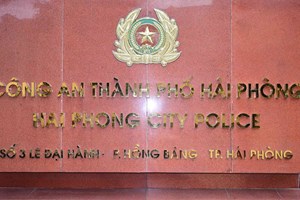 CÔNG AN THÀNH PHỐ HẢI PHÒNG
HAI PHONG CITY POLICE
SỐ 3 LÊ ĐẠI HÀNH - P. HỒNG BÀNG - TP. HẢI PHÒNG